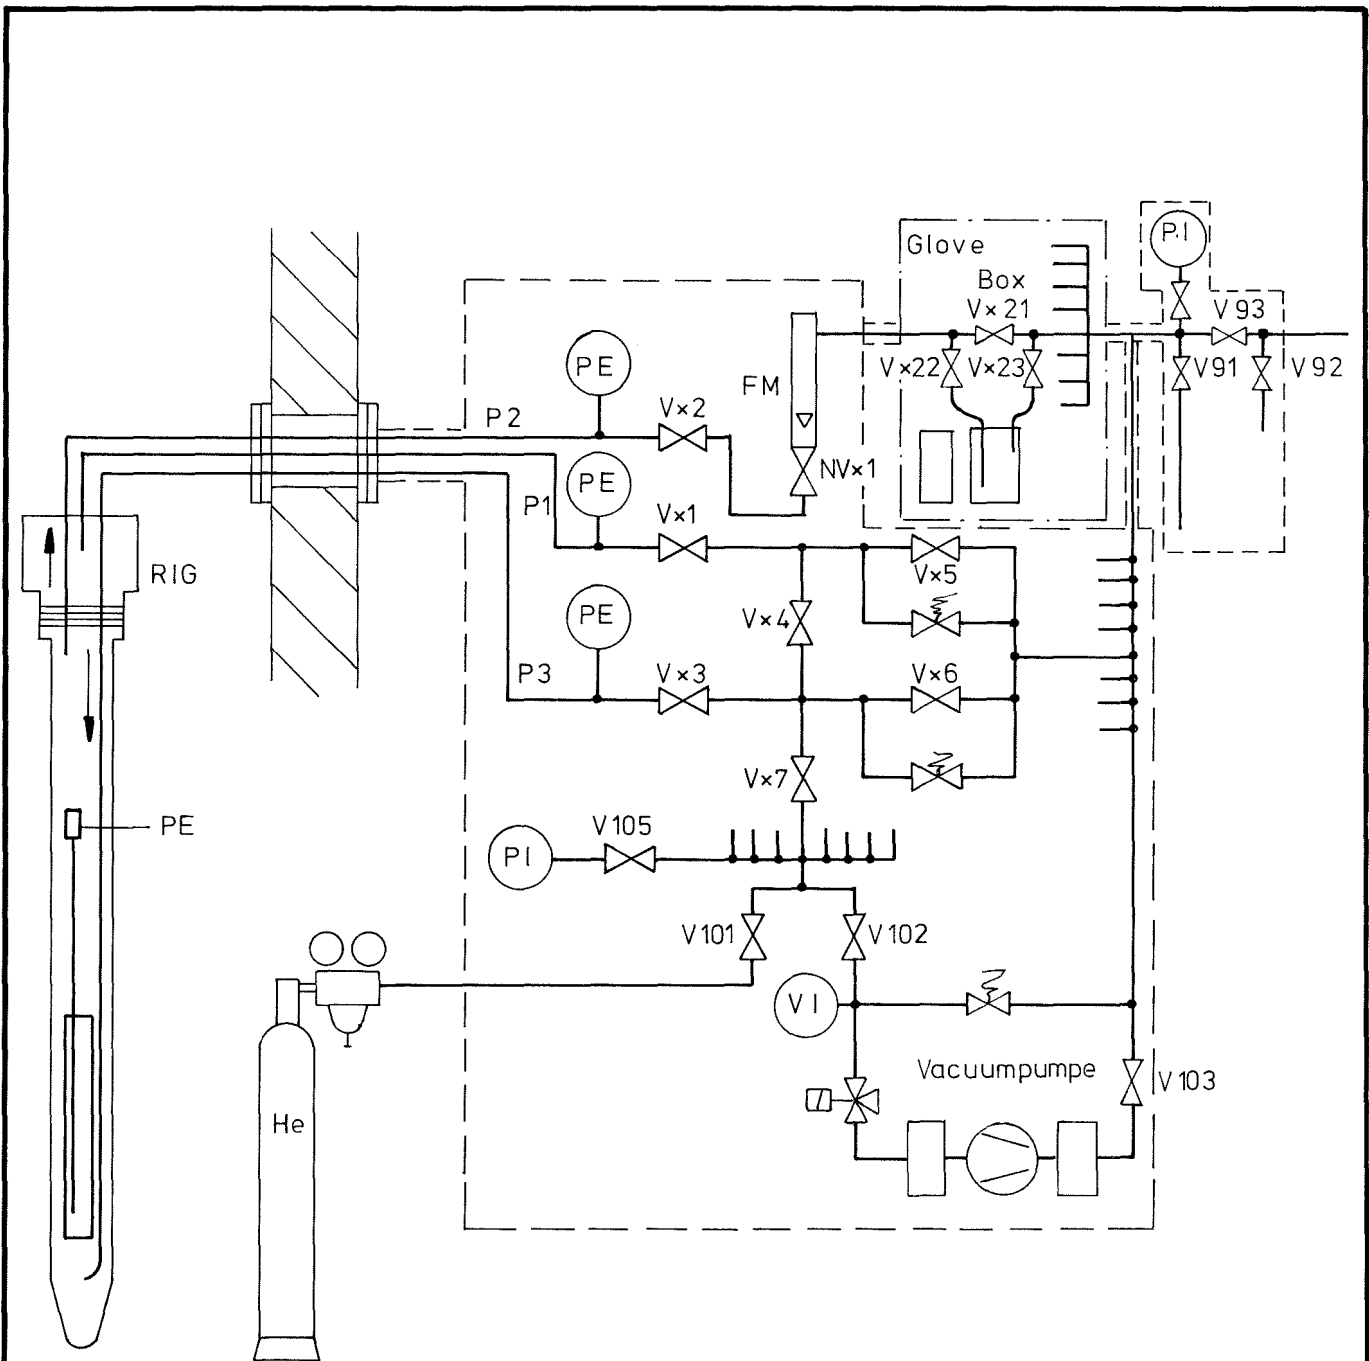 P.I
Glove
Box
V×21
V93
PE
V×22
V×23
V91
V92
FM
V×2
P2
NV×1
PE
P1
V×1
V×5
RIG
PE
V×4
P3
V×3
V×6
V×7
PE
V105
PI
V101
V102
VI
Vacuumpumpe
V103
He